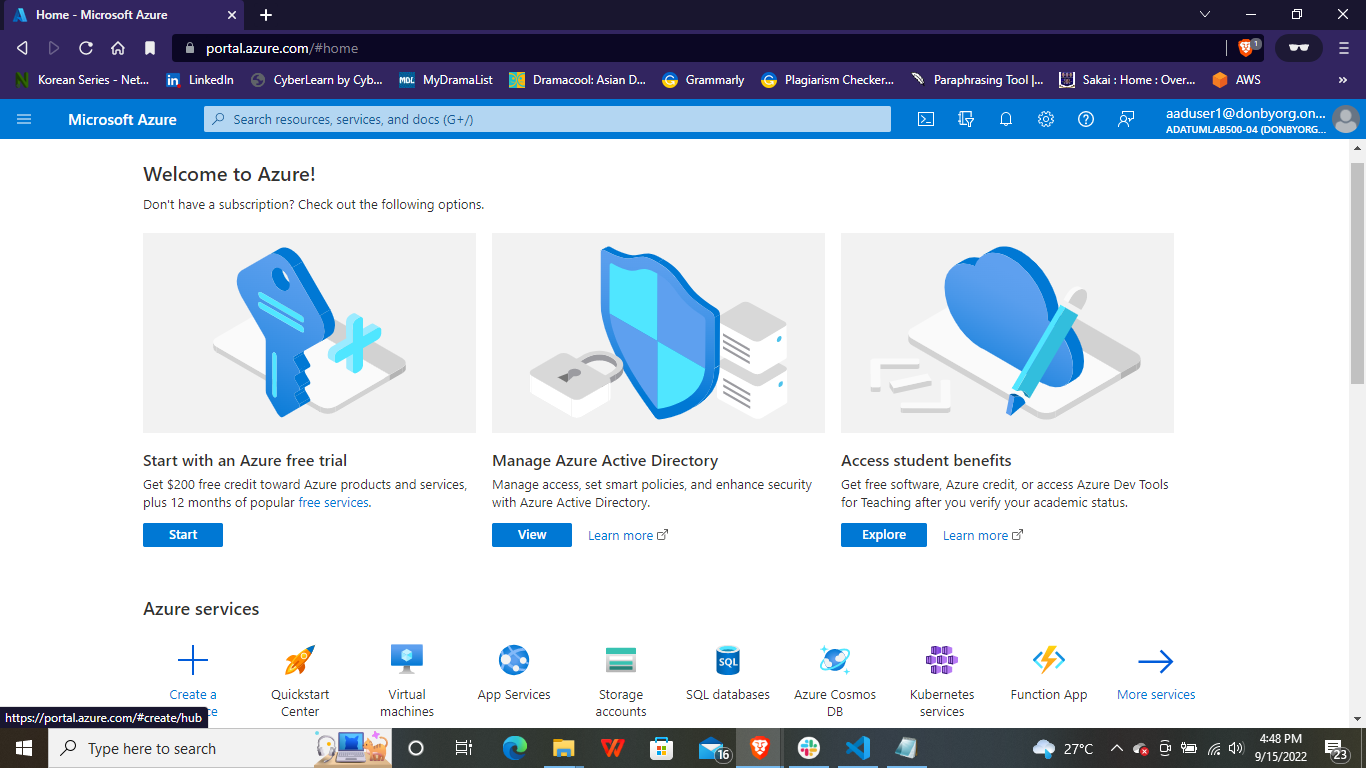 Home - Microsoft Azure
portal.azure.com/#home
1
Korean Series - Net...
LinkedIn
CyberLearn by Cyb...
MDL MyDramaList
Dramacool: Asian D...
Grammarly
Plagiarism Checker...
Paraphrasing Tool |...
Sakai : Home : Over...
AWS
»
Microsoft Azure
Search resources, services, and docs (G+/)
aaduser1@donbyorg.on...
ADATUMLAB500-04 (DONBYORG....
Welcome to Azure!
Don't have a subscription? Check out the following options.
Start with an Azure free trial
Get $200 free credit toward Azure products and services,
plus 12 months of popular free services.
Start
Manage Azure Active Directory
Manage access, set smart policies, and enhance security
with Azure Active Directory.
View
Learn more
Access student benefits
Get free software, Azure credit, or access Azure Dev Tools
for Teaching after you verify your academic status.
Explore
Learn more
Azure services
Create a
Quickstart
Center
Virtual
machines
App Services
Storage
accounts
SQL
SQL databases
Azure Cosmos
DB
Kubernetes
services
Function App
More services
https://portal.azure.com/#create/hub
Type here to search
16
27°C
4:48 PM
9/15/2022
23